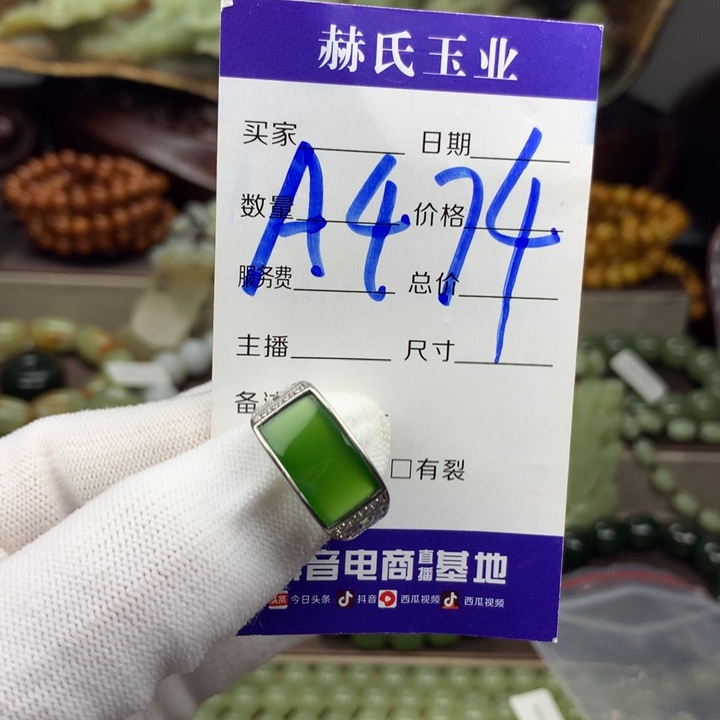 赫氏玉业
买家 日期
数量 价格
A474
服务费 总价
主播 尺寸
备
□有裂
音电商直播基地
头条 今日头条 抖音 西瓜视频 西瓜视频